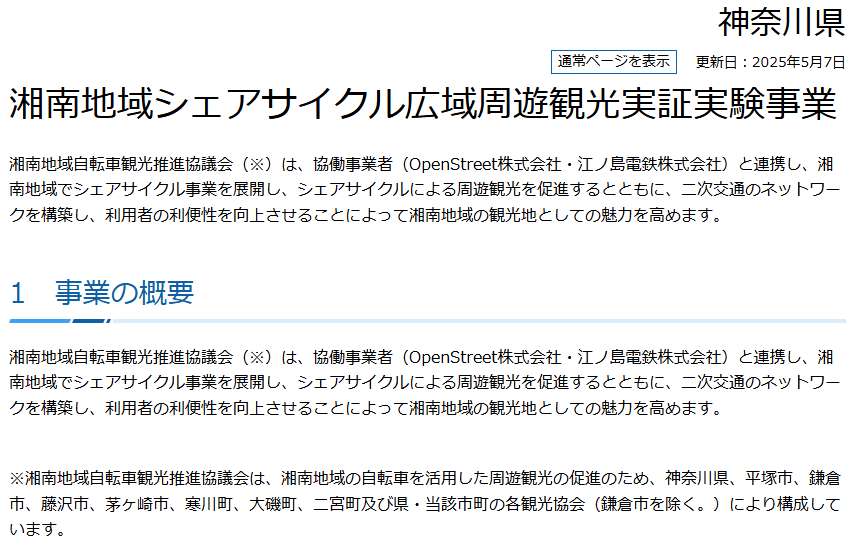 神奈川県
通常ページを表示 更新日：2025年5月7日
湘南地域シェアサイクル広域周遊観光実証実験事業
湘南地域自転車観光推進協議会（※）は、協働事業者（OpenStreet株式会社・江ノ島電鉄株式会社）と連携し、湘
南地域でシェアサイクル事業を展開し、シェアサイクルによる周遊観光を促進するとともに、二次交通のネットワー
クを構築し、利用者の利便性を向上させることによって湘南地域の観光地としての魅力を高めます。
1　事業の概要
湘南地域自転車観光推進協議会（※）は、協働事業者（OpenStreet株式会社・江ノ島電鉄株式会社）と連携し、湘
南地域でシェアサイクル事業を展開し、シェアサイクルによる周遊観光を促進するとともに、二次交通のネットワー
クを構築し、利用者の利便性を向上させることによって湘南地域の観光地としての魅力を高めます。
※湘南地域自転車観光推進協議会は、湘南地域の自転車を活用した周遊観光の促進のため、神奈川県、平塚市、鎌倉
市、藤沢市、茅ヶ崎市、寒川町、大磯町、二宮町及び県・当該市町の各観光協会（鎌倉市を除く。）により構成して
います。